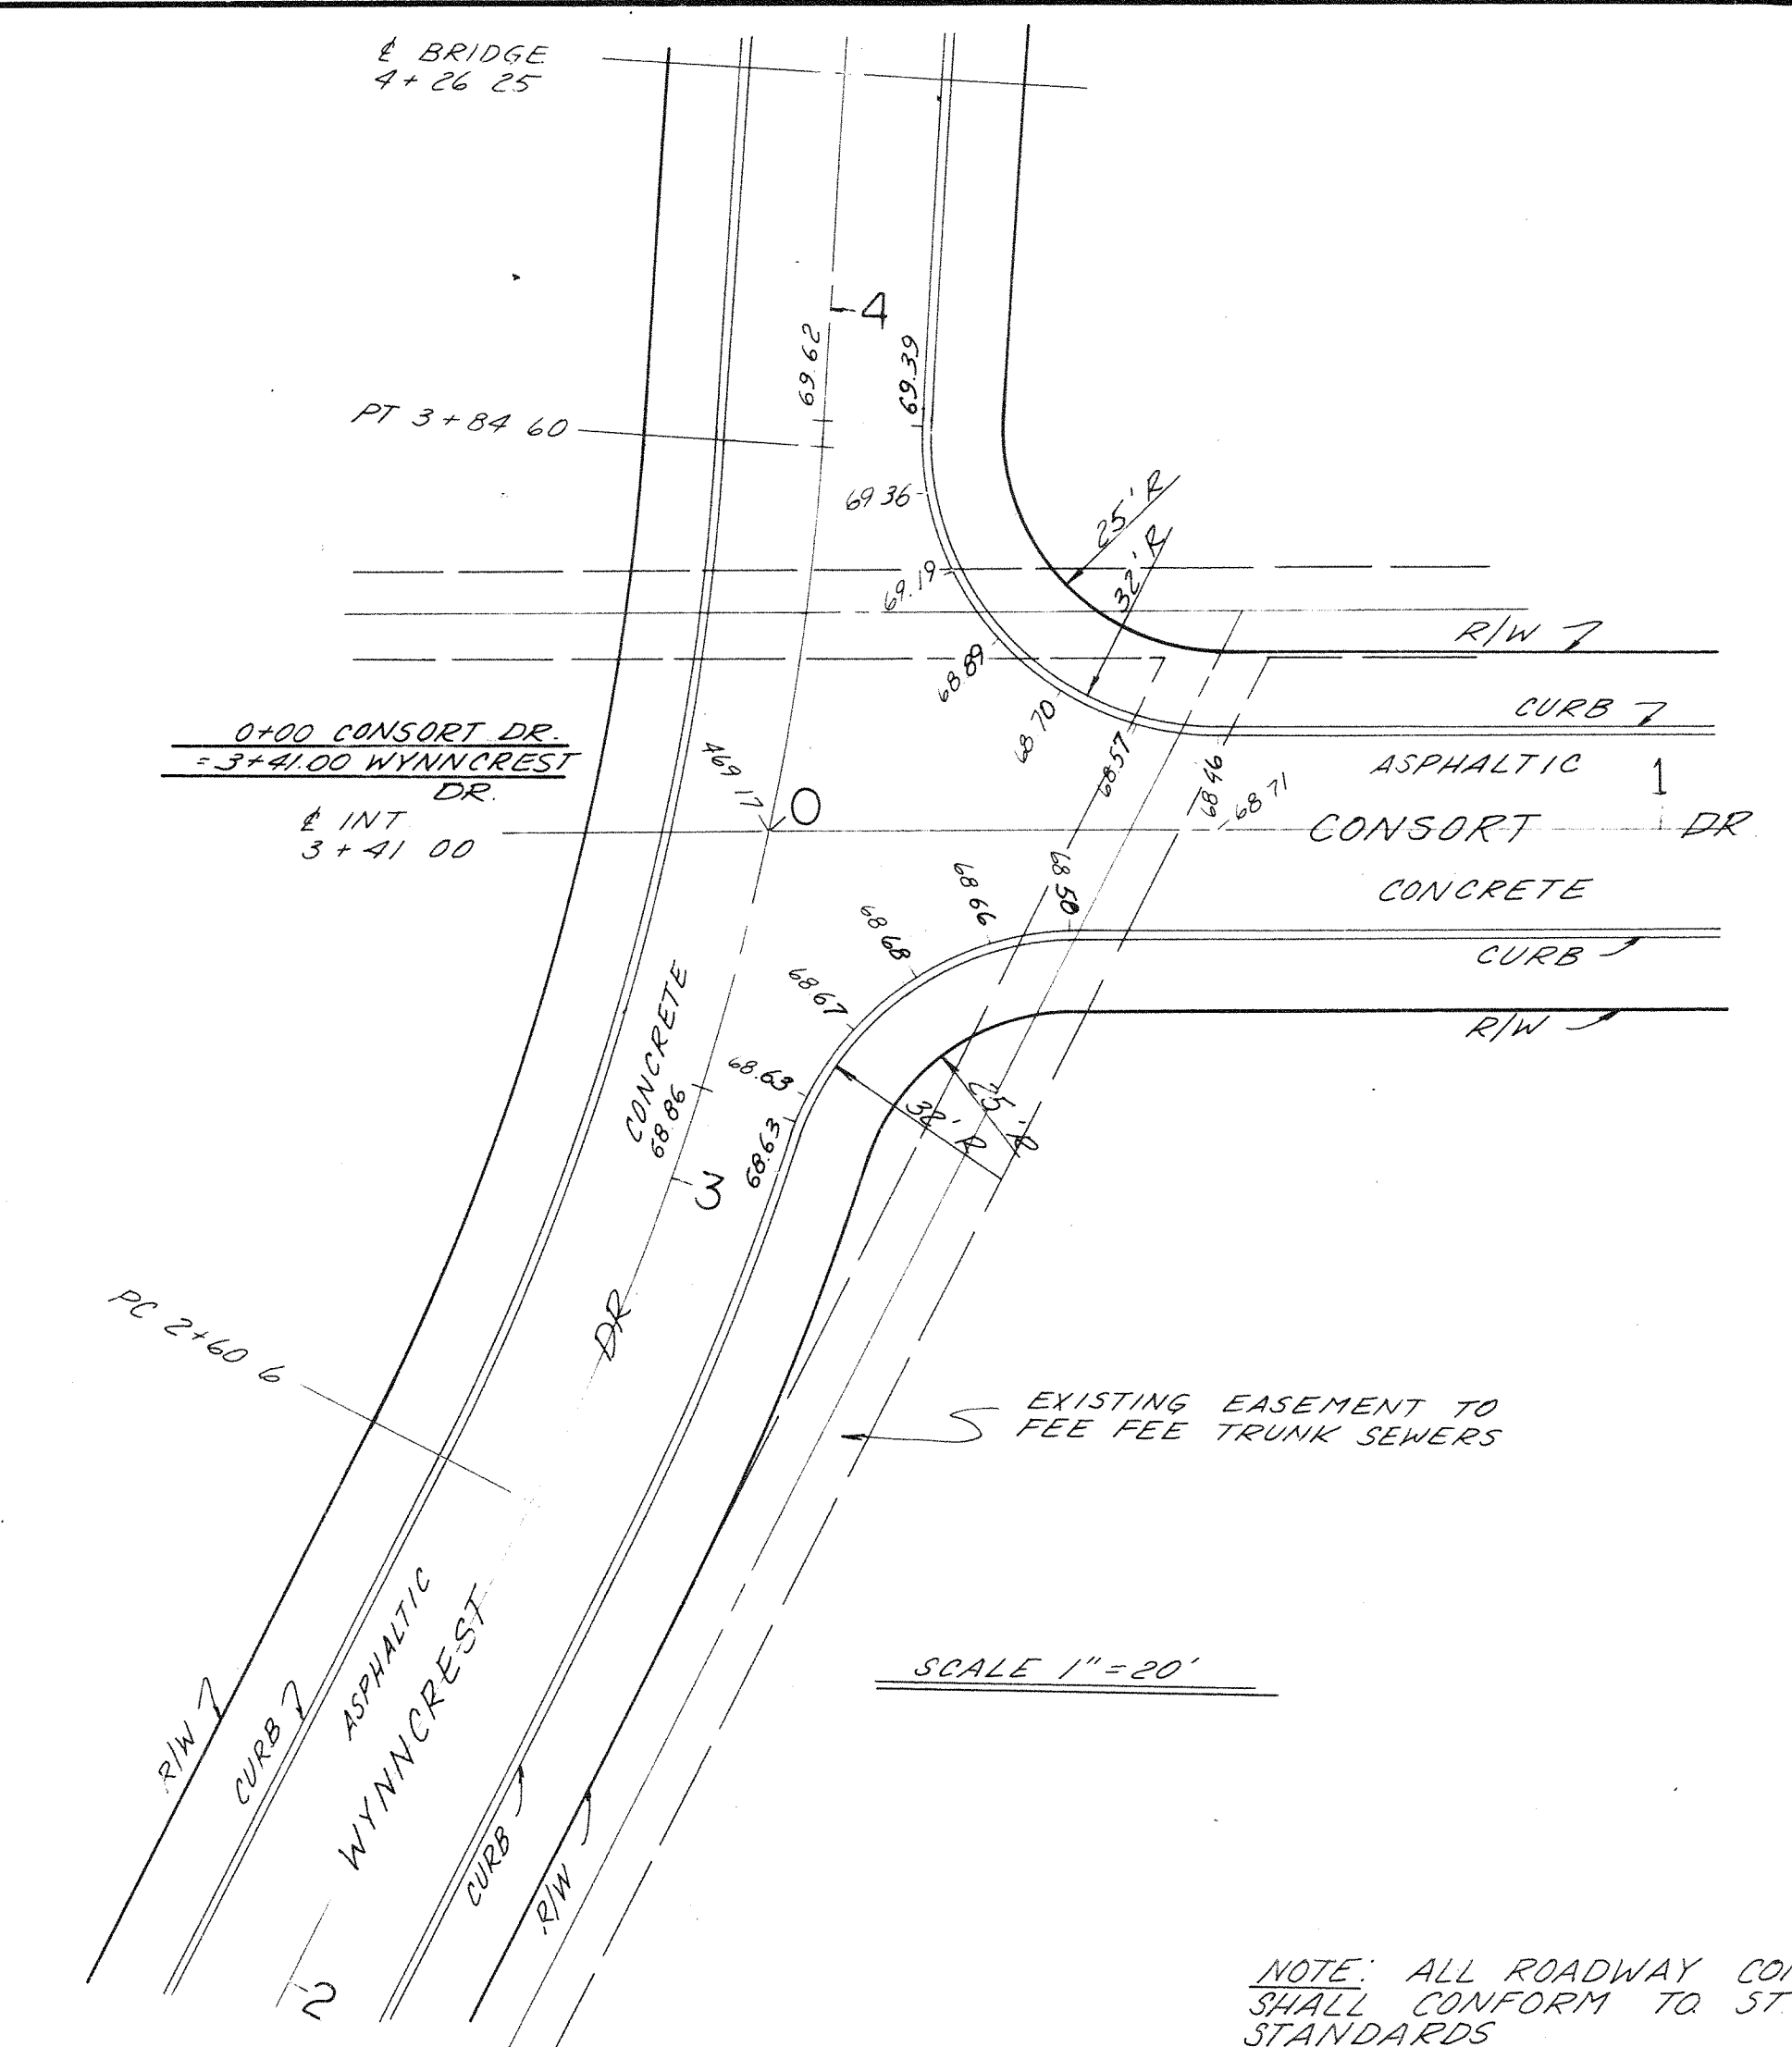 ℄ BRIDGE
4+26 25
4
69.62
69.39
PT 3+84 60
69 36
25' R
32' R
69.19
R/W
68.89
68 70
CURB
0+00 CONSORT DR.
=3+41.00 WYNNCREST
DR.
68.57
68 46
68 71
ASPHALTIC
1
469 17
0
℄ INT
3+41 00
CONSORT DR
68 50
68 66
CONCRETE
68 68
CURB
68.67
CONCRETE
R/W
68.63
68.86
25' R
38' R
68.63
3
PC 2+60 6
DR
EXISTING EASEMENT TO
FEE FEE TRUNK SEWERS
ASPHALTIC
WYNNCREST
SCALE 1"=20'
R/W
CURB
CURB
R/W
2
NOTE: ALL ROADWAY CO
SHALL CONFORM TO ST.
STANDARDS